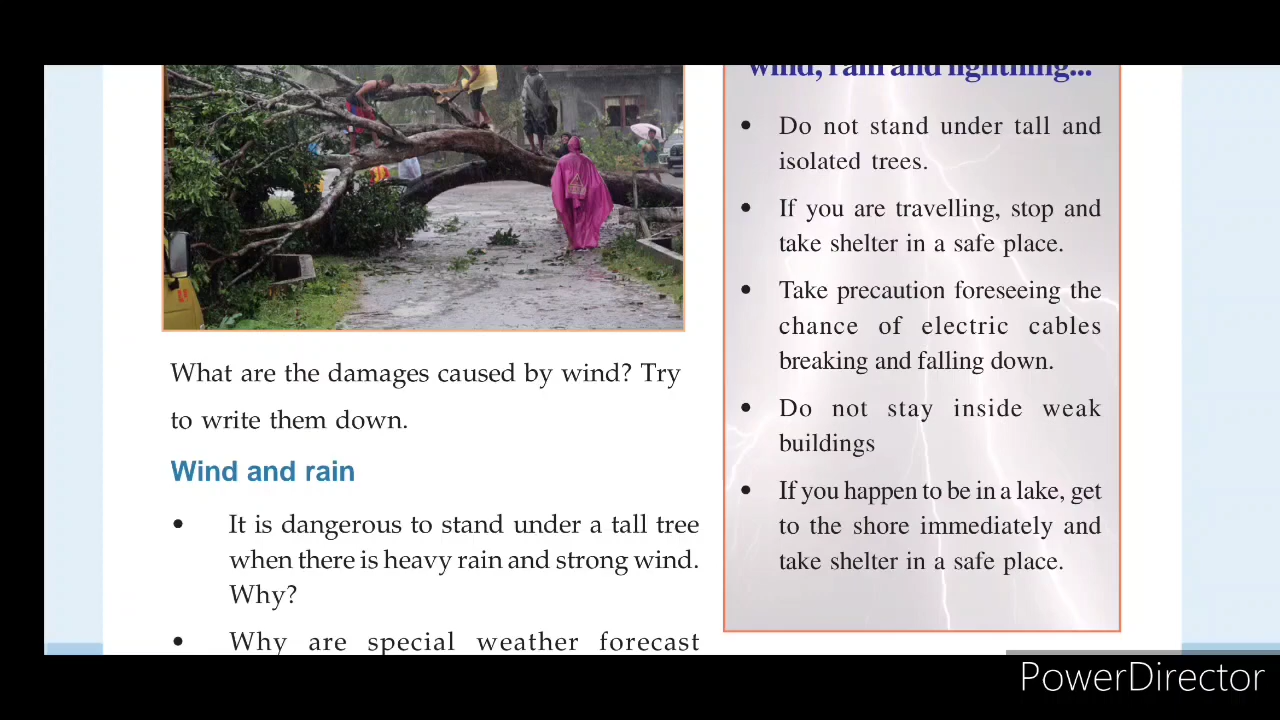 What are the damages caused by wind? Try
to write them down.
Wind and rain
• It is dangerous to stand under a tall tree
when there is heavy rain and strong wind.
Why?
• Why are special weather forecast
wind, rain and lightning...
• Do not stand under tall and
isolated trees.
• If you are travelling, stop and
take shelter in a safe place.
• Take precaution foreseeing the
chance of electric cables
breaking and falling down.
• Do not stay inside weak
buildings
• If you happen to be in a lake, get
to the shore immediately and
take shelter in a safe place.
PowerDirector